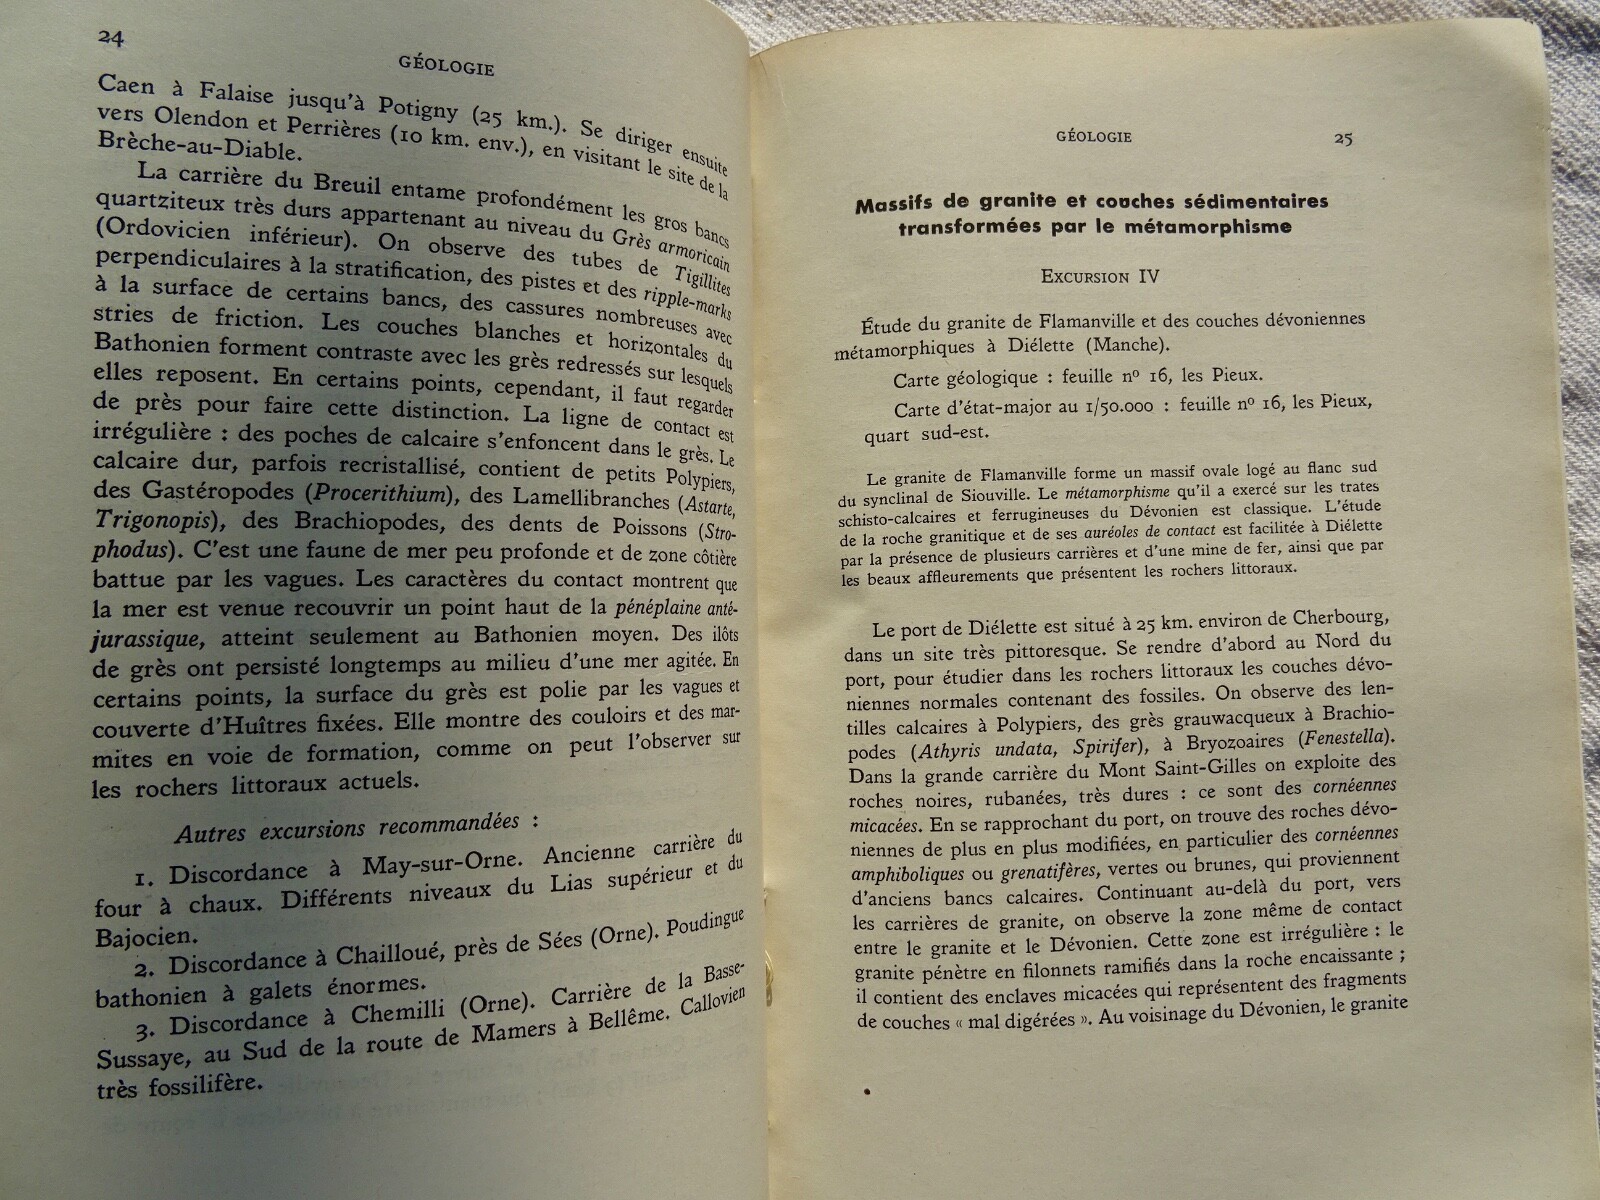 24
GÉOLOGIE
Caen à Falaise jusqu'à Potigny (25 km.). Se diriger ensuite
vers Olendon et Perrières (10 km. env.), en visitant le site de la
Brèche-au-Diable.
La carrière du Breuil entame profondément les gros bancs
quartziteux très durs appartenant au niveau du Grès armoricain
(Ordovicien inférieur). On observe des tubes de Tigillites
perpendiculaires à la stratification, des pistes et des ripple-marks
à la surface de certains bancs, des cassures nombreuses avec
stries de friction. Les couches blanches et horizontales du
Bathonien forment contraste avec les grès redressés sur lesquels
elles reposent. En certains points, cependant, il faut regarder
de près pour faire cette distinction. La ligne de contact est
irrégulière : des poches de calcaire s'enfoncent dans le grès. Le
calcaire dur, parfois recristallisé, contient de petits Polypiers,
des Gastéropodes (Procerithium), des Lamellibranches (Astarte,
Trigonopis), des Brachiopodes, des dents de Poissons (Stro-
phodus). C'est une faune de mer peu profonde et de zone côtière
battue par les vagues. Les caractères du contact montrent que
la mer est venue recouvrir un point haut de la pénéplaine anté-
jurassique, atteint seulement au Bathonien moyen. Des ilôts
de grès ont persisté longtemps au milieu d'une mer agitée. En
certains points, la surface du grès est polie par les vagues et
couverte d'Huîtres fixées. Elle montre des couloirs et des mar-
mites en voie de formation, comme on peut l'observer sur
les rochers littoraux actuels.
Autres excursions recommandées :
1. Discordance à May-sur-Orne. Ancienne carrière du
four à chaux. Différents niveaux du Lias supérieur et du
Bajocien.
2. Discordance à Chailloué, près de Sées (Orne). Poudingue
bathonien à galets énormes.
3. Discordance à Chemilli (Orne). Carrière de la Basse-
Sussaye, au Sud de la route de Mamers à Bellême. Callovien
très fossilifère.
GÉOLOGIE
25
Massifs de granite et couches sédimentaires
transformées par le métamorphisme
EXCURSION IV
Étude du granite de Flamanville et des couches dévoniennes
métamorphiques à Diélette (Manche).
Carte géologique : feuille nº 16, les Pieux.
Carte d'état-major au 1/50.000 : feuille nº 16, les Pieux,
quart sud-est.
Le granite de Flamanville forme un massif ovale logé au flanc sud
du synclinal de Siouville. Le métamorphisme qu'il a exercé sur les trates
schisto-calcaires et ferrugineuses du Dévonien est classique. L'étude
de la roche granitique et de ses auréoles de contact est facilitée à Diélette
par la présence de plusieurs carrières et d'une mine de fer, ainsi que par
les beaux affleurements que présentent les rochers littoraux.
Le port de Diélette est situé à 25 km. environ de Cherbourg,
dans un site très pittoresque. Se rendre d'abord au Nord du
port, pour étudier dans les rochers littoraux les couches dévo-
niennes normales contenant des fossiles. On observe des len-
tilles calcaires à Polypiers, des grès grauwacqueux à Brachio-
podes (Athyris undata, Spirifer), à Bryozoaires (Fenestella).
Dans la grande carrière du Mont Saint-Gilles on exploite des
roches noires, rubanées, très dures : ce sont des cornéennes
micacées. En se rapprochant du port, on trouve des roches dévo-
niennes de plus en plus modifiées, en particulier des cornéennes
amphiboliques ou grenatifères, vertes ou brunes, qui proviennent
d'anciens bancs calcaires. Continuant au-delà du port, vers
les carrières de granite, on observe la zone même de contact
entre le granite et le Dévonien. Cette zone est irrégulière : le
granite pénètre en filonnets ramifiés dans la roche encaissante ;
il contient des enclaves micacées qui représentent des fragments
de couches « mal digérées ». Au voisinage du Dévonien, le granite